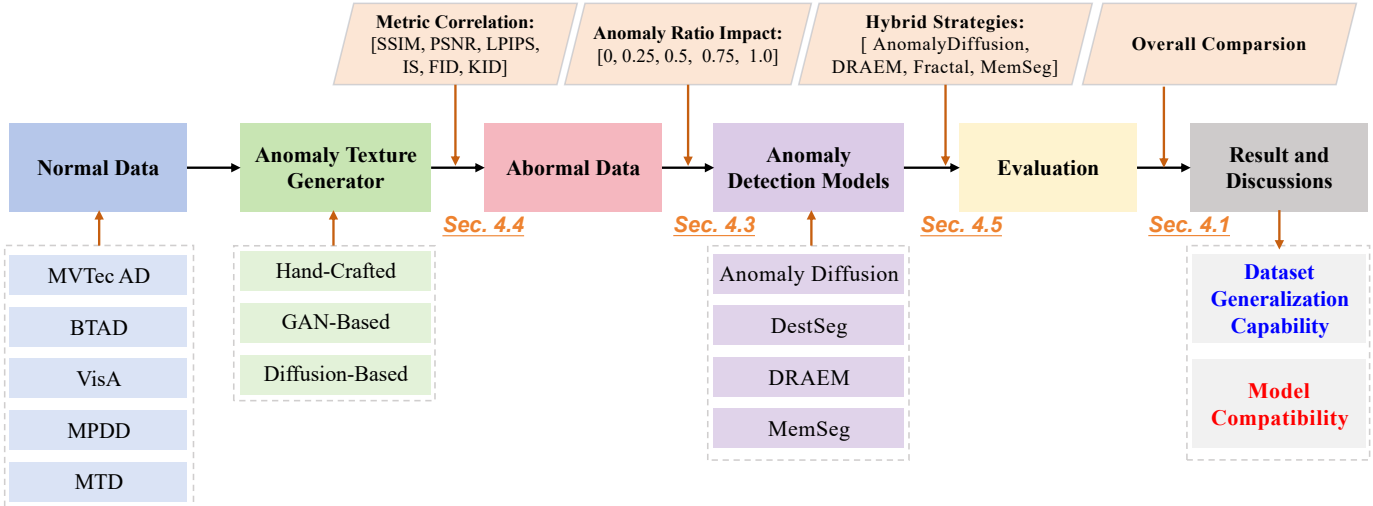 Metric Correlation:
[SSIM, PSNR, LPIPS,
IS, FID, KID]
Anomaly Ratio Impact:
[0, 0.25, 0.5, 0.75, 1.0]
Hybrid Strategies:
[ AnomalyDiffusion,
DRAEM, Fractal, MemSeg]
Overall Comparsion
Normal Data
Anomaly Texture
Generator
Abormal Data
Anomaly
Detection Models
Evaluation
Result and
Discussions
Sec. 4.4
Sec. 4.3
Sec. 4.5
Sec. 4.1
MVTec AD
BTAD
VisA
MPDD
MTD
Hand-Crafted
GAN-Based
Diffusion-Based
Anomaly Diffusion
DestSeg
DRAEM
MemSeg
Dataset
Generalization
Capability
Model
Compatibility